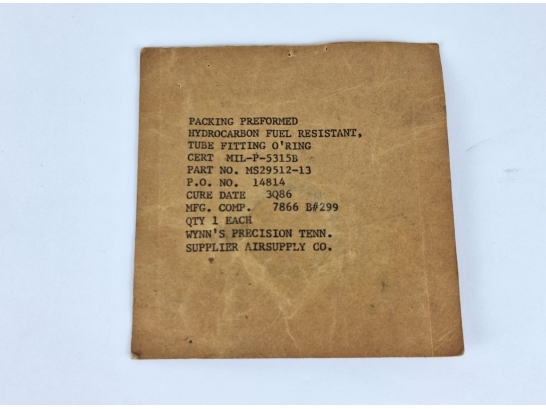 PACKING PREFORMED
HYDROCARBON FUEL RESISTANT,
TUBE FITTING O'RING
CERT MIL-P-5315B
PART NO. MS29512-13
P.O. NO. 14814
CURE DATE 3Q86
MFG. COMP. 7866 B#299
QTY 1 EACH
WYNN'S PRECISION TENN.
SUPPLIER AIRSUPPLY CO.